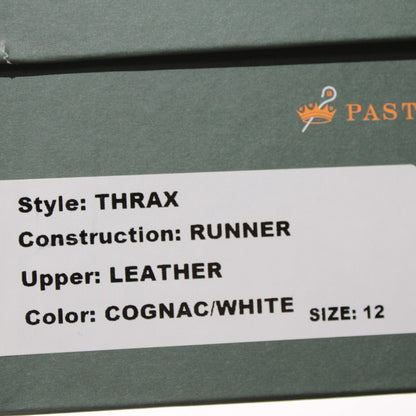 PAST
Style: THRAX
Construction: RUNNER
Upper: LEATHER
Color: COGNAC/WHITE SIZE: 12